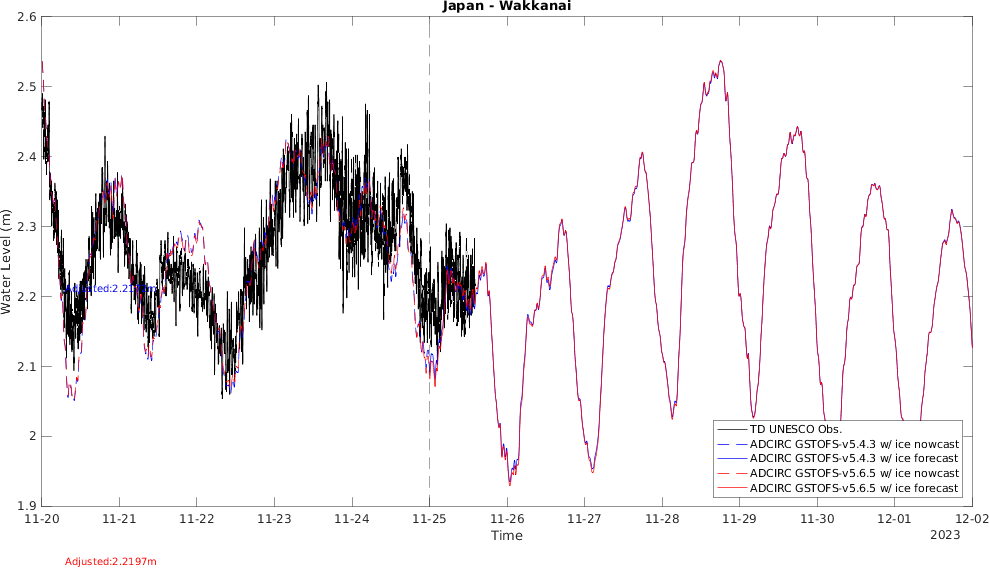 Japan - Wakkanai
Water Level (m)
2.6
2.5
2.4
2.3
2.2
2.1
2
1.9
11-20
11-21
11-22
11-23
11-24
11-25
11-26
11-27
11-28
11-29
11-30
12-01
12-02
Time
2023
TD UNESCO Obs.
ADCIRC GSTOFS-v5.4.3 w/ ice nowcast
ADCIRC GSTOFS-v5.4.3 w/ ice forecast
ADCIRC GSTOFS-v5.6.5 w/ ice nowcast
ADCIRC GSTOFS-v5.6.5 w/ ice forecast
Adjusted:2.2197m